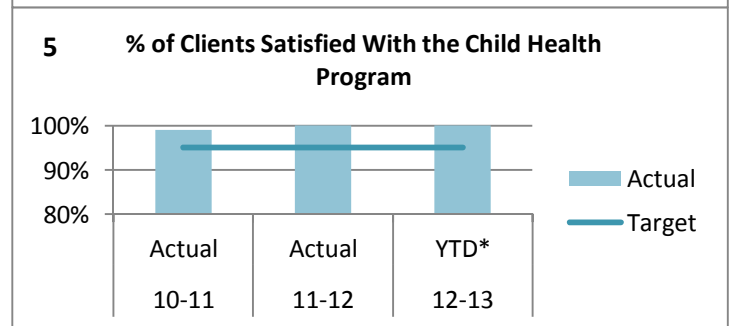 5 % of Clients Satisfied With the Child Health
Program
100%
90%
80%
Actual Actual YTD*
10-11 11-12 12-13
Actual
Target